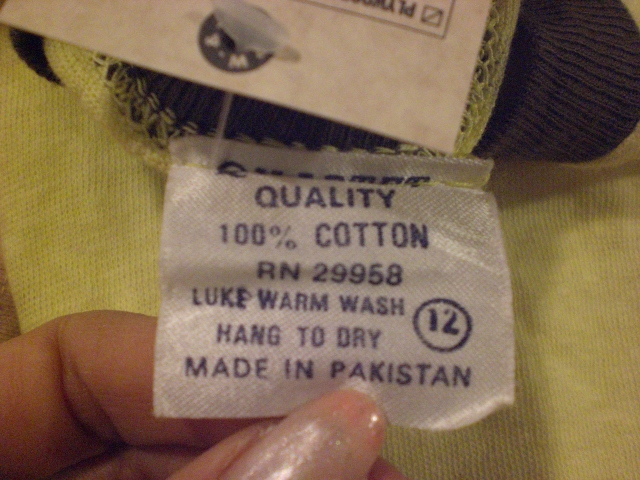 QUALITY
100% COTTON
RN 29958
LUKE WARM WASH
12
HANG TO DRY
MADE IN PAKISTAN